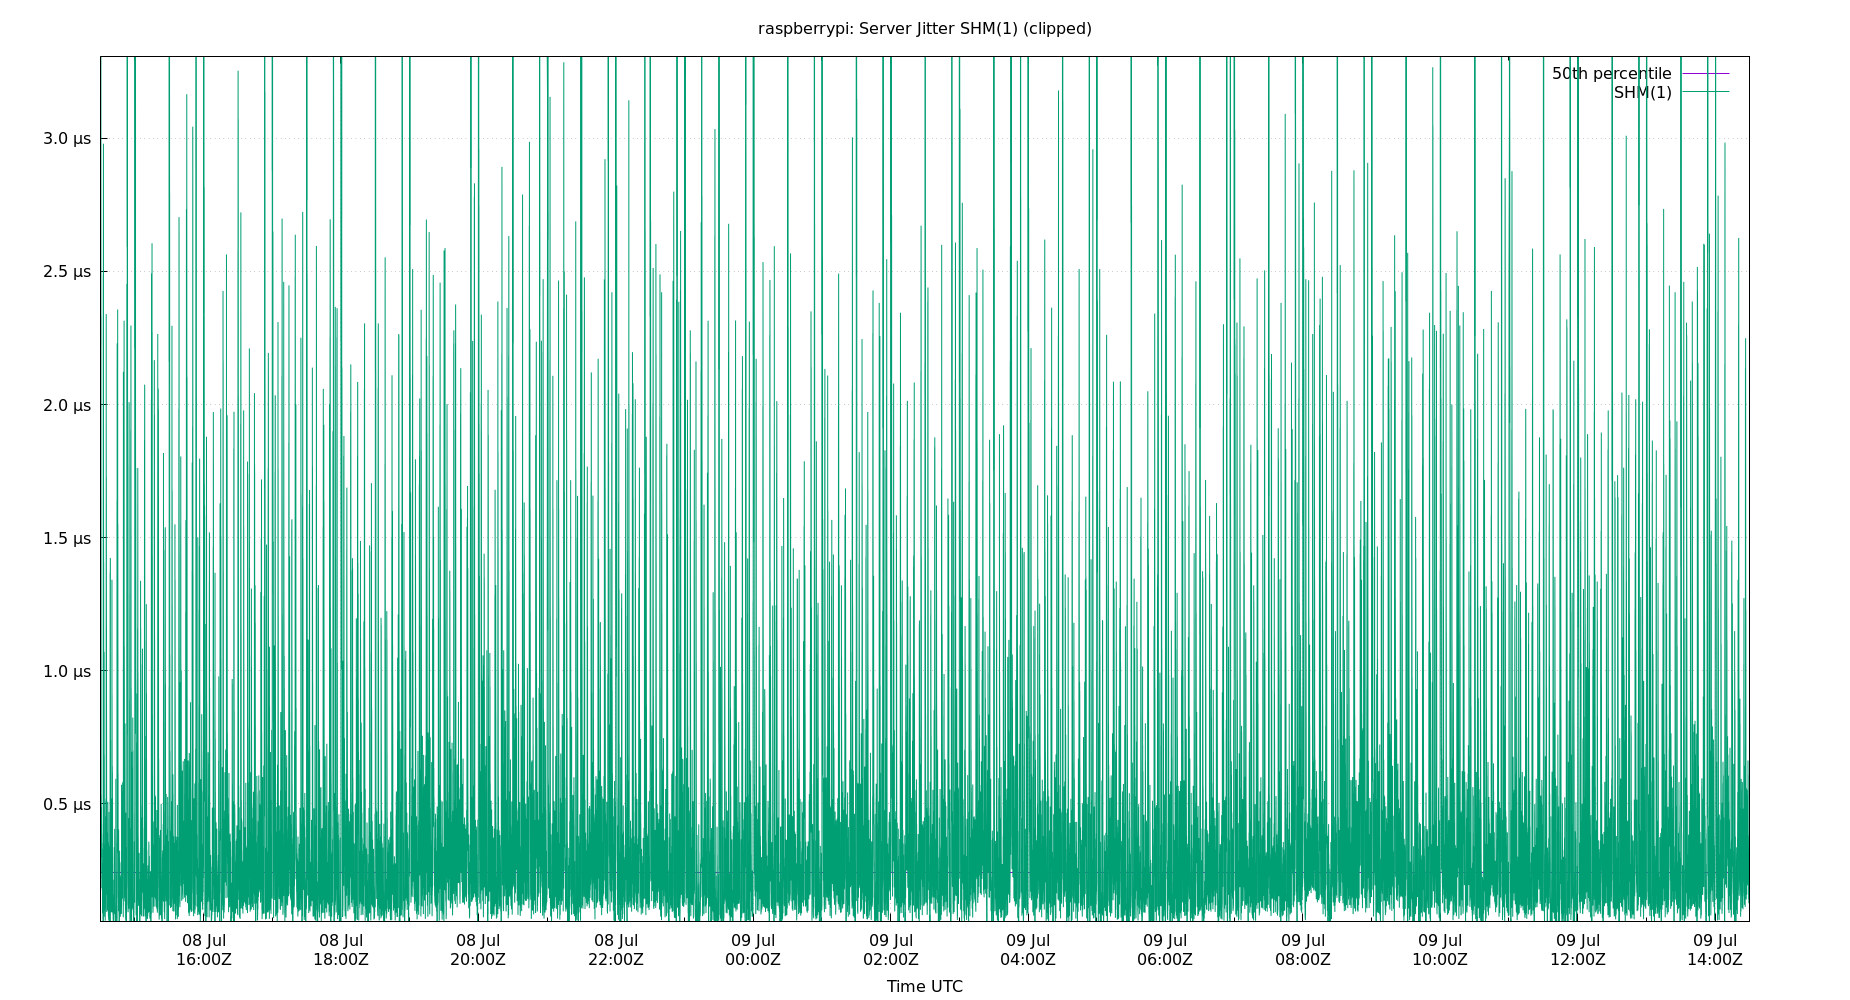 raspberrypi: Server Jitter SHM(1) (clipped)
50th percentile
SHM(1)
3.0 µs
2.5 µs
2.0 µs
1.5 µs
1.0 µs
0.5 µs
08 Jul 08 Jul 08 Jul 08 Jul 09 Jul 09 Jul 09 Jul 09 Jul 09 Jul 09 Jul 09 Jul 09 Jul
16:00Z 18:00Z 20:00Z 22:00Z 00:00Z 02:00Z 04:00Z 06:00Z 08:00Z 10:00Z 12:00Z 14:00Z
Time UTC